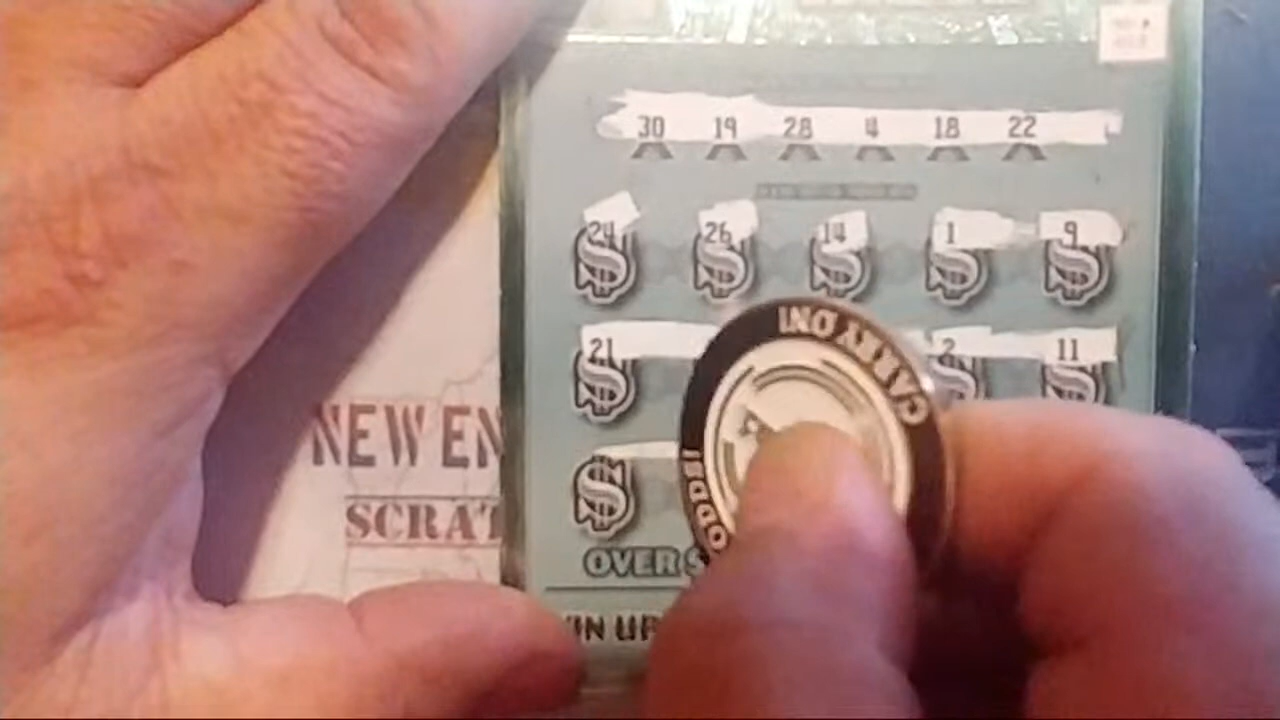 30 19 28 4 18 22
24 26 14 1 9
21 2 11
CARRY ON!
ODDS!
NEW EN
SCRAT
OVER $
IN UP